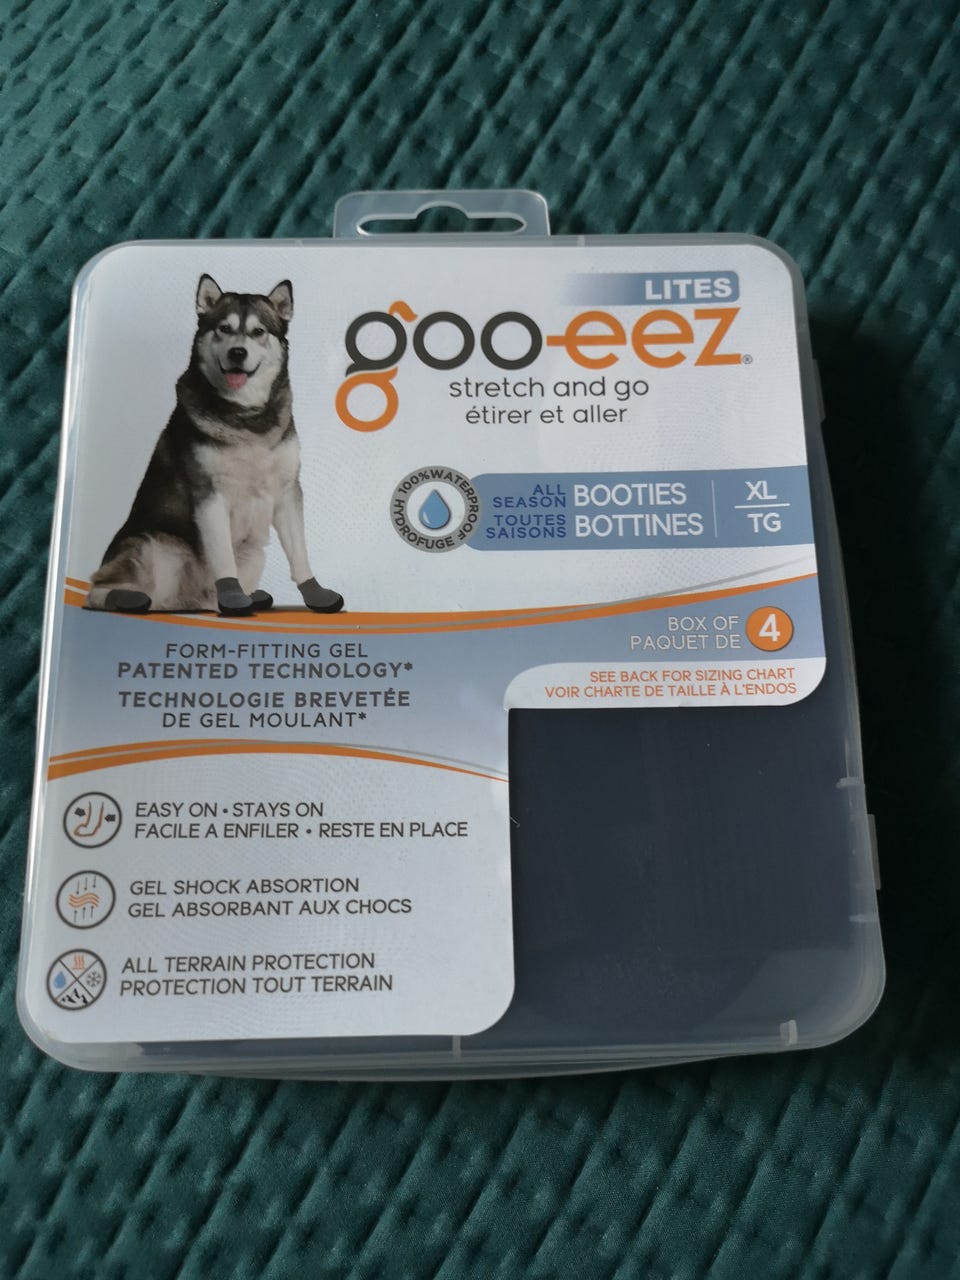 LITES
goo-eez®
stretch and go
étirer et aller
100% WATERPROOF
HYDROFUGE
ALL SEASON BOOTIES
TOUTES SAISONS BOTTINES
XL
TG
BOX OF
PAQUET DE 4
SEE BACK FOR SIZING CHART
VOIR CHARTE DE TAILLE À L'ENDOS
FORM-FITTING GEL
PATENTED TECHNOLOGY*
TECHNOLOGIE BREVETÉE
DE GEL MOULANT*
EASY ON • STAYS ON
FACILE A ENFILER • RESTE EN PLACE
GEL SHOCK ABSORTION
GEL ABSORBANT AUX CHOCS
ALL TERRAIN PROTECTION
PROTECTION TOUT TERRAIN